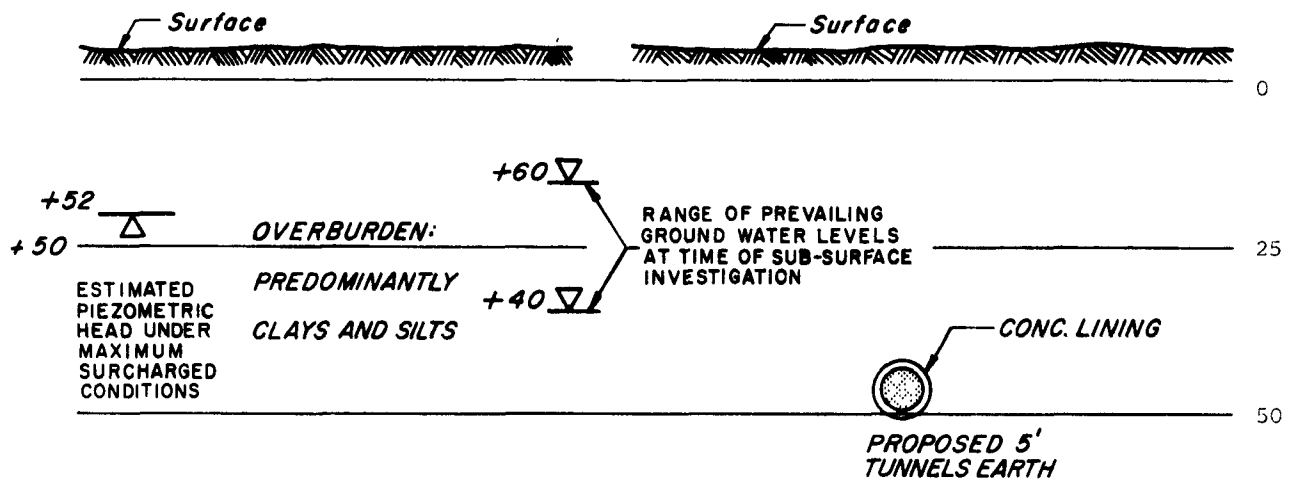 Surface
Surface
0
+60
+52
+50
OVERBURDEN:
PREDOMINANTLY
CLAYS AND SILTS
RANGE OF PREVAILING
GROUND WATER LEVELS
AT TIME OF SUB-SURFACE
INVESTIGATION
25
+40
ESTIMATED
PIEZOMETRIC
HEAD UNDER
MAXIMUM
SURCHARGED
CONDITIONS
CONC. LINING
50
PROPOSED 5'
TUNNELS EARTH